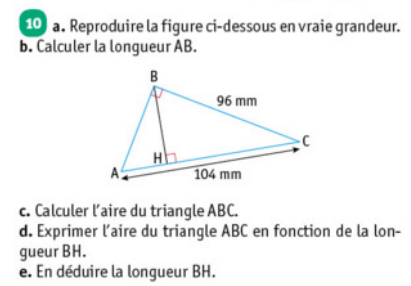 10 a. Reproduire la figure ci-dessous en vraie grandeur.
b. Calculer la longueur AB.
B
96 mm
C
H
A
104 mm
c. Calculer l'aire du triangle ABC.
d. Exprimer l'aire du triangle ABC en fonction de la lon-
gueur BH.
e. En déduire la longueur BH.